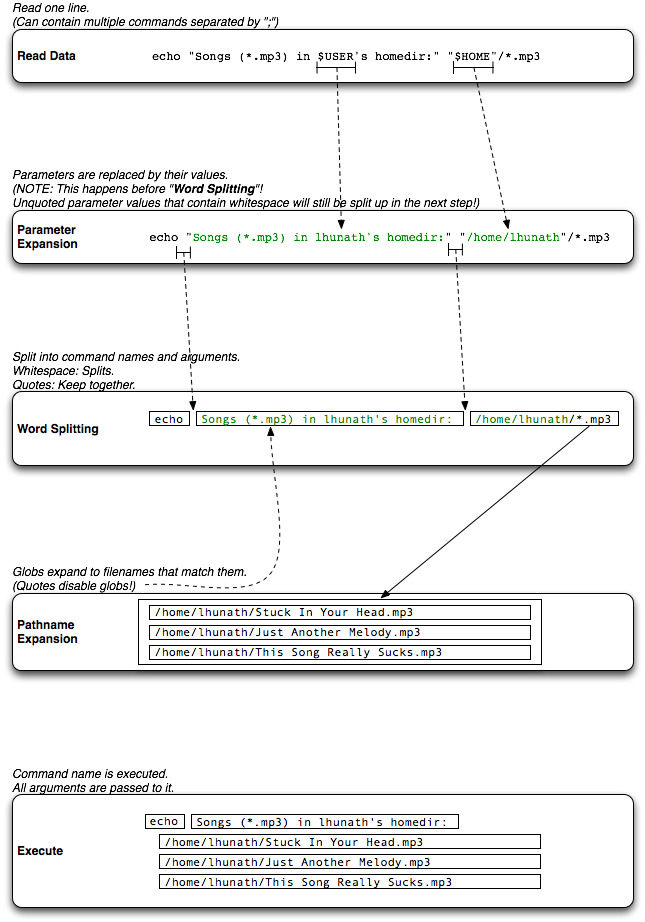 Read one line.
(Can contain multiple commands separated by ";")
Read Data
echo "Songs (*.mp3) in $USER's homedir:" "$HOME"/*.mp3
Parameters are replaced by their values.
(NOTE: This happens before "Word Splitting"!
Unquoted parameter values that contain whitespace will still be split up in the next step!)
Parameter
Expansion
echo "Songs (*.mp3) in lhunath's homedir:" "/home/lhunath"/*.mp3
Split into command names and arguments.
Whitespace: Splits.
Quotes: Keep together.
Word Splitting
echo Songs (*.mp3) in lhunath's homedir: /home/lhunath/*.mp3
Globs expand to filenames that match them.
(Quotes disable globs!)
Pathname
Expansion
/home/lhunath/Stuck In Your Head.mp3
/home/lhunath/Just Another Melody.mp3
/home/lhunath/This Song Really Sucks.mp3
Command name is executed.
All arguments are passed to it.
Execute
echo Songs (*.mp3) in lhunath's homedir:
/home/lhunath/Stuck In Your Head.mp3
/home/lhunath/Just Another Melody.mp3
/home/lhunath/This Song Really Sucks.mp3